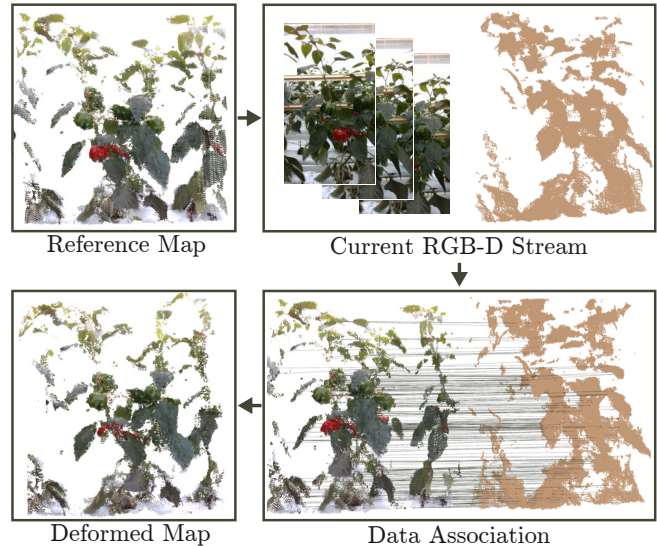 Reference Map
Current RGB-D Stream
Deformed Map
Data Association